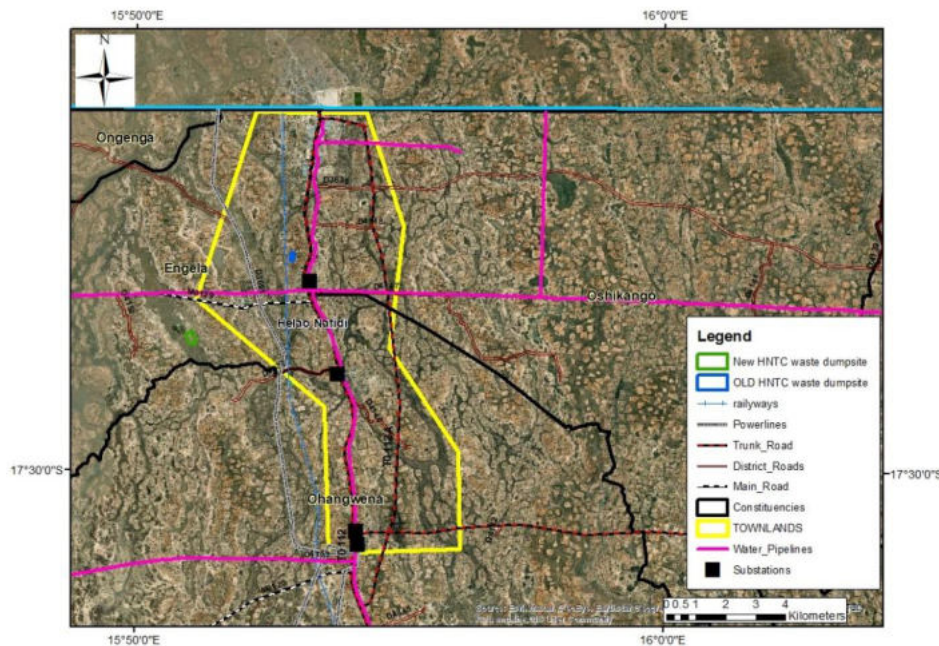 15°50'0"E
16°0'0"E
N
Ongenga
Engela
Oshikango
Helao Nafidi
Ohangwena
17°30'0"S
17°30'0"S
Legend
New HNTC waste dumpsite
OLD HNTC waste dumpsite
railyways
Powerlines
Trunk_Road
District_Roads
Main_Road
Constituencies
TOWNLANDS
Water_Pipelines
Substations
0 0.5 1 2 3 4
Kilometers
15°50'0"E
16°0'0"E